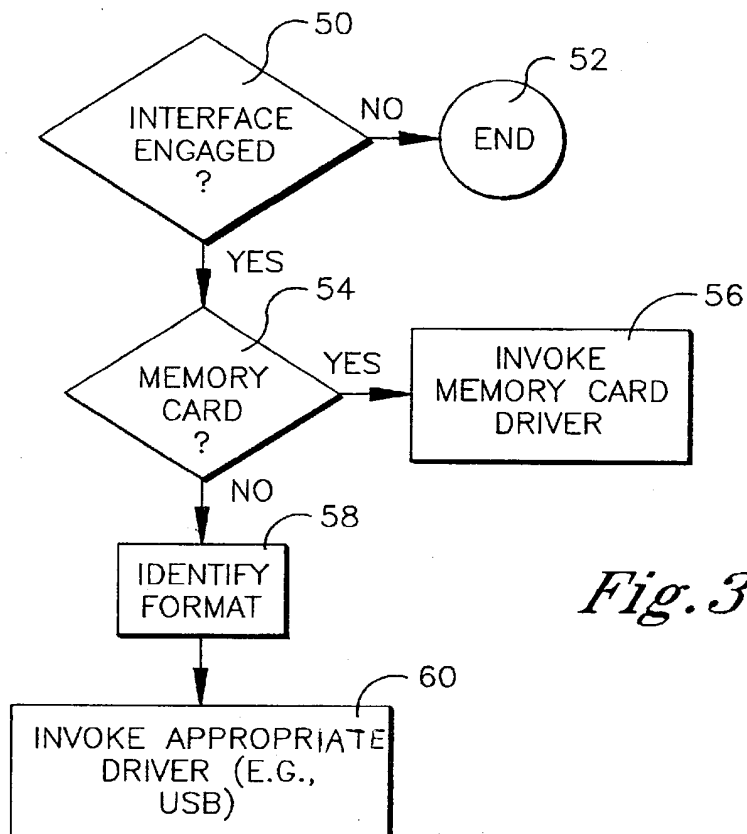 50
INTERFACE
ENGAGED
?
NO
52
END
YES
54
MEMORY
CARD
?
YES
56
INVOKE
MEMORY CARD
DRIVER
NO
58
IDENTIFY
FORMAT
Fig.3
60
INVOKE APPROPRIATE
DRIVER (E.G.,
USB)